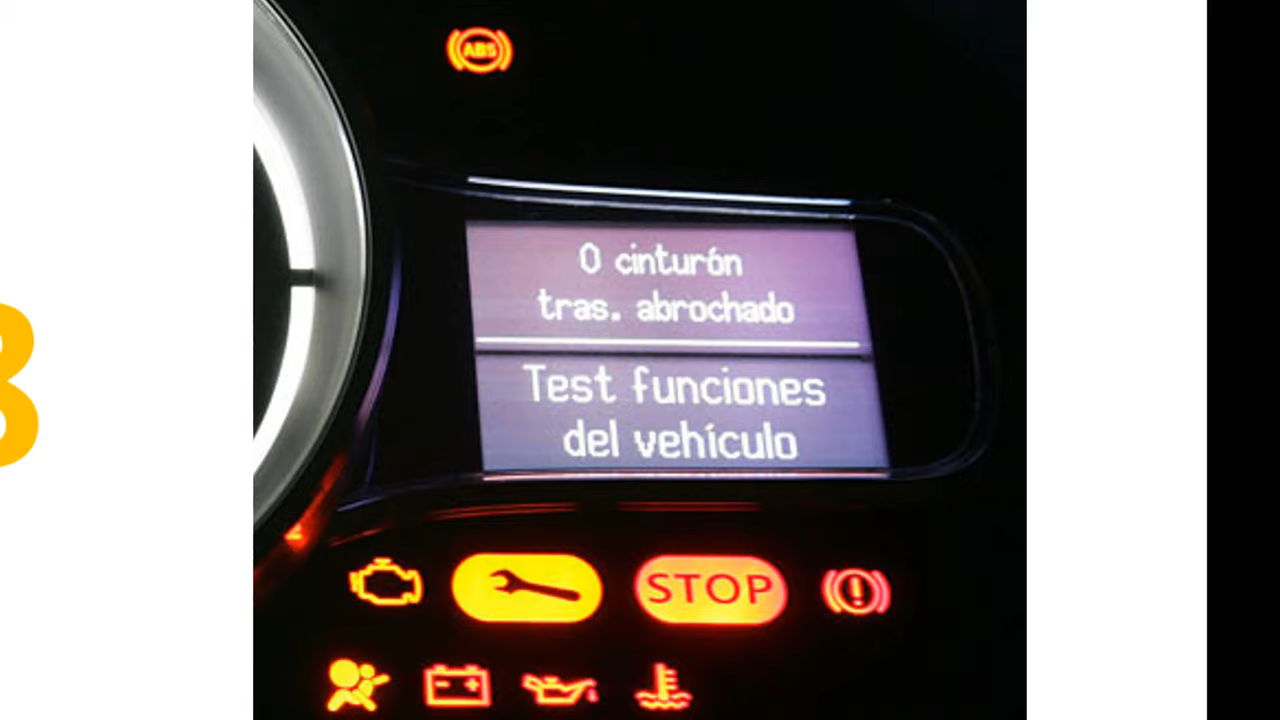 ABS
0 cinturón
tras. abrochado
Test funciones
del vehículo
STOP